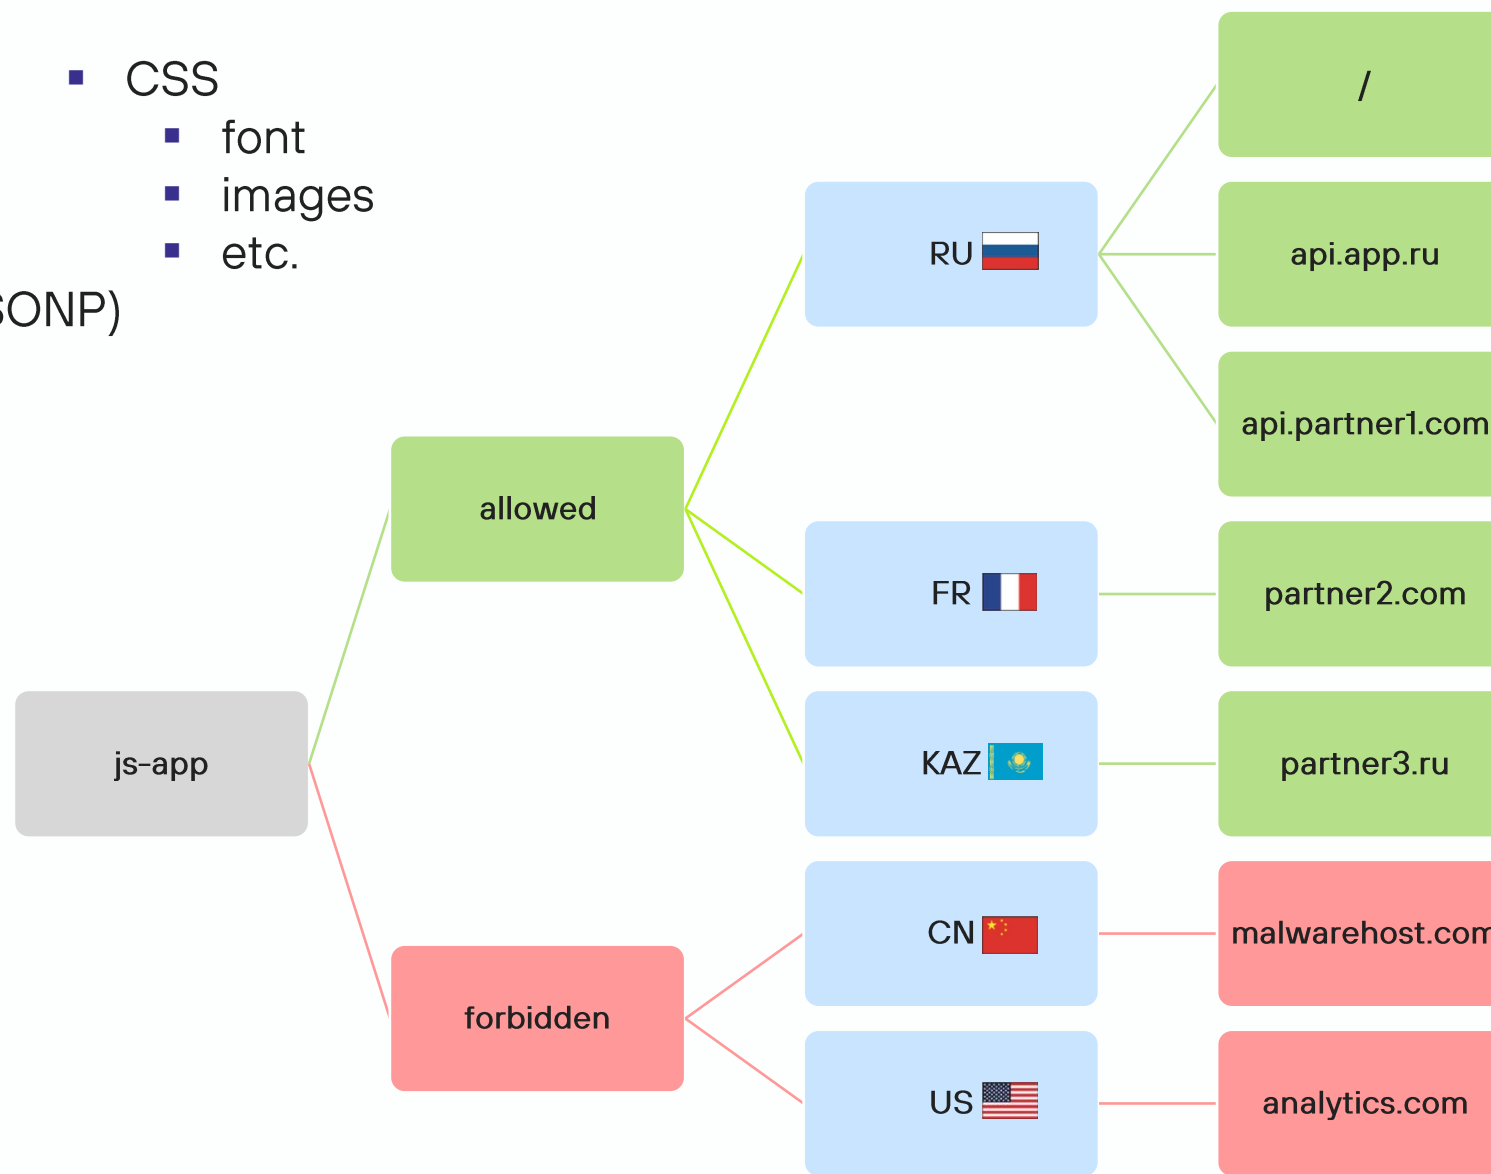 CSS
font
images
etc.
SONP)
/
RU
api.app.ru
api.partner1.com
allowed
FR
partner2.com
js-app
KAZ
partner3.ru
CN
malwarehost.com
forbidden
US
analytics.com